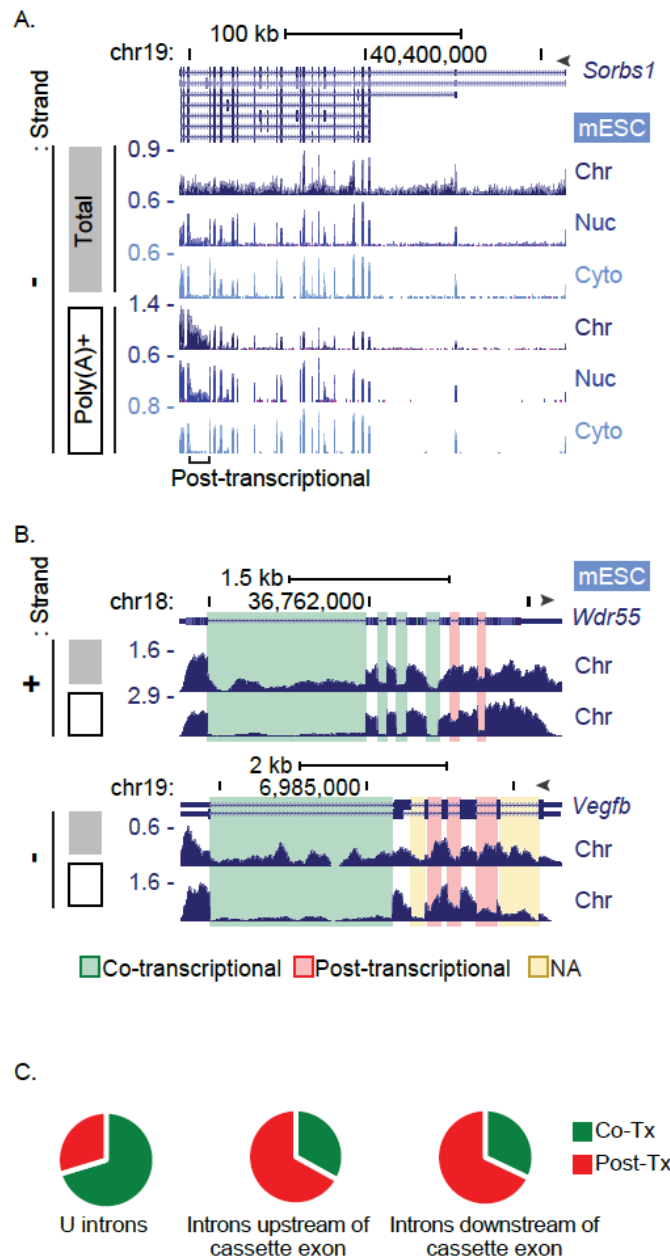 A.
100 kb
chr19: 40,400,000
Sorbs1
mESC
: Strand
-
Total
0.9 - Chr
0.6 - Nuc
0.6 - Cyto
Poly(A)+
1.4 - Chr
0.6 - Nuc
0.8 - Cyto
Post-transcriptional
B.
: Strand
1.5 kb
mESC
chr18: 36,762,000
Wdr55
+
1.6 - Chr
2.9 - Chr
2 kb
chr19: 6,985,000
Vegfb
-
0.6 - Chr
1.6 - Chr
Co-transcriptional Post-transcriptional NA
C.
Co-Tx
Post-Tx
U introns
Introns upstream of
cassette exon
Introns downstream of
cassette exon